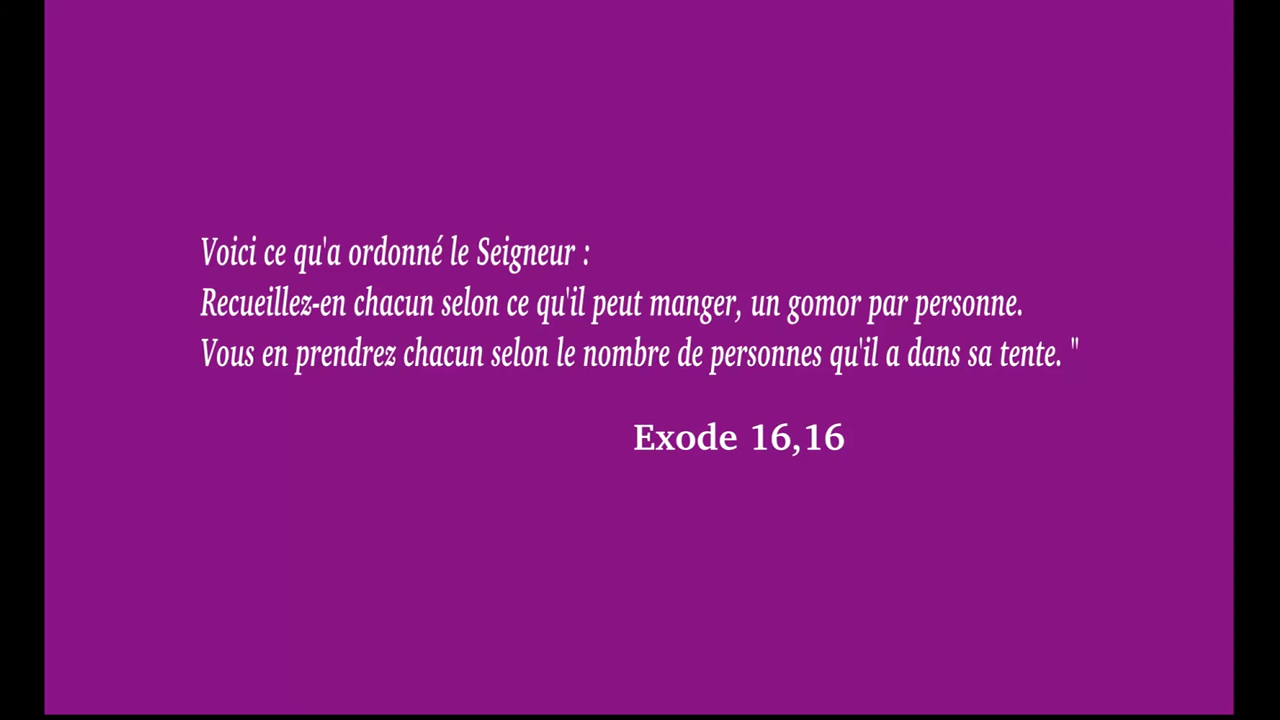 Voici ce qu'a ordonné le Seigneur :
Recueillez-en chacun selon ce qu'il peut manger, un gomor par personne.
Vous en prendrez chacun selon le nombre de personnes qu'il a dans sa tente. "
Exode 16,16